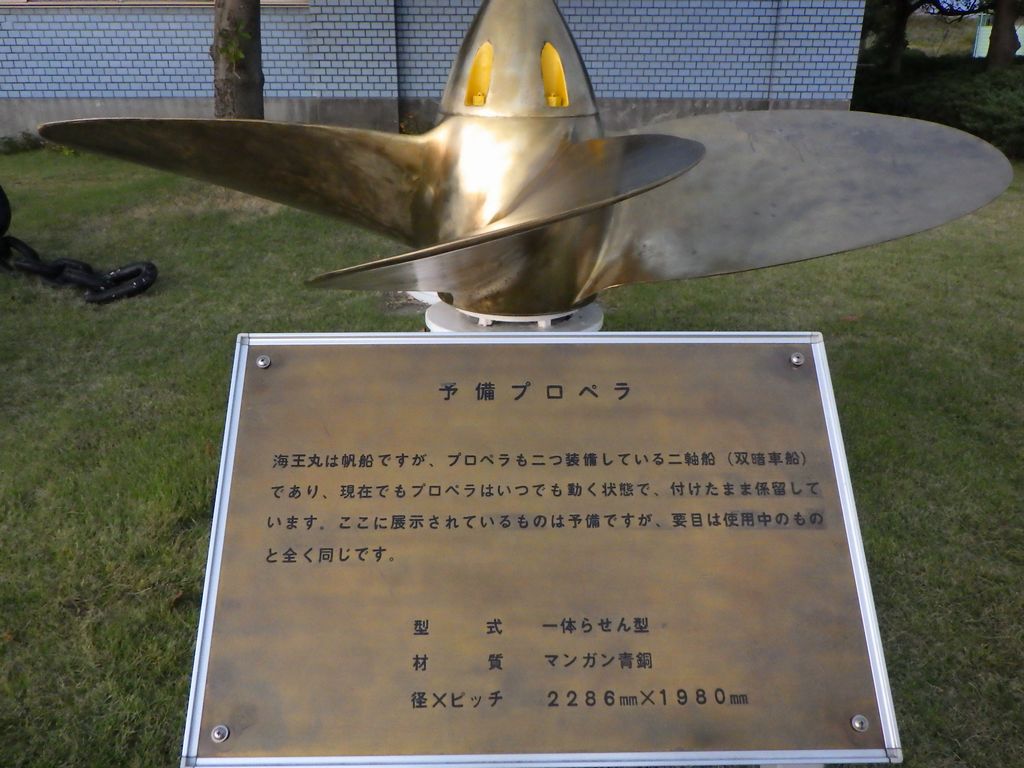 予備プロペラ
海王丸は帆船ですが、プロペラも二つ装備している二軸船（双暗車船）
であり、現在でもプロペラはいつでも動く状態で、付けたまま係留して
います。ここに展示されているものは予備ですが、要目は使用中のもの
と全く同じです。
型 式 一体らせん型
材 質 マンガン青銅
径×ピッチ 2286㎜×1980㎜